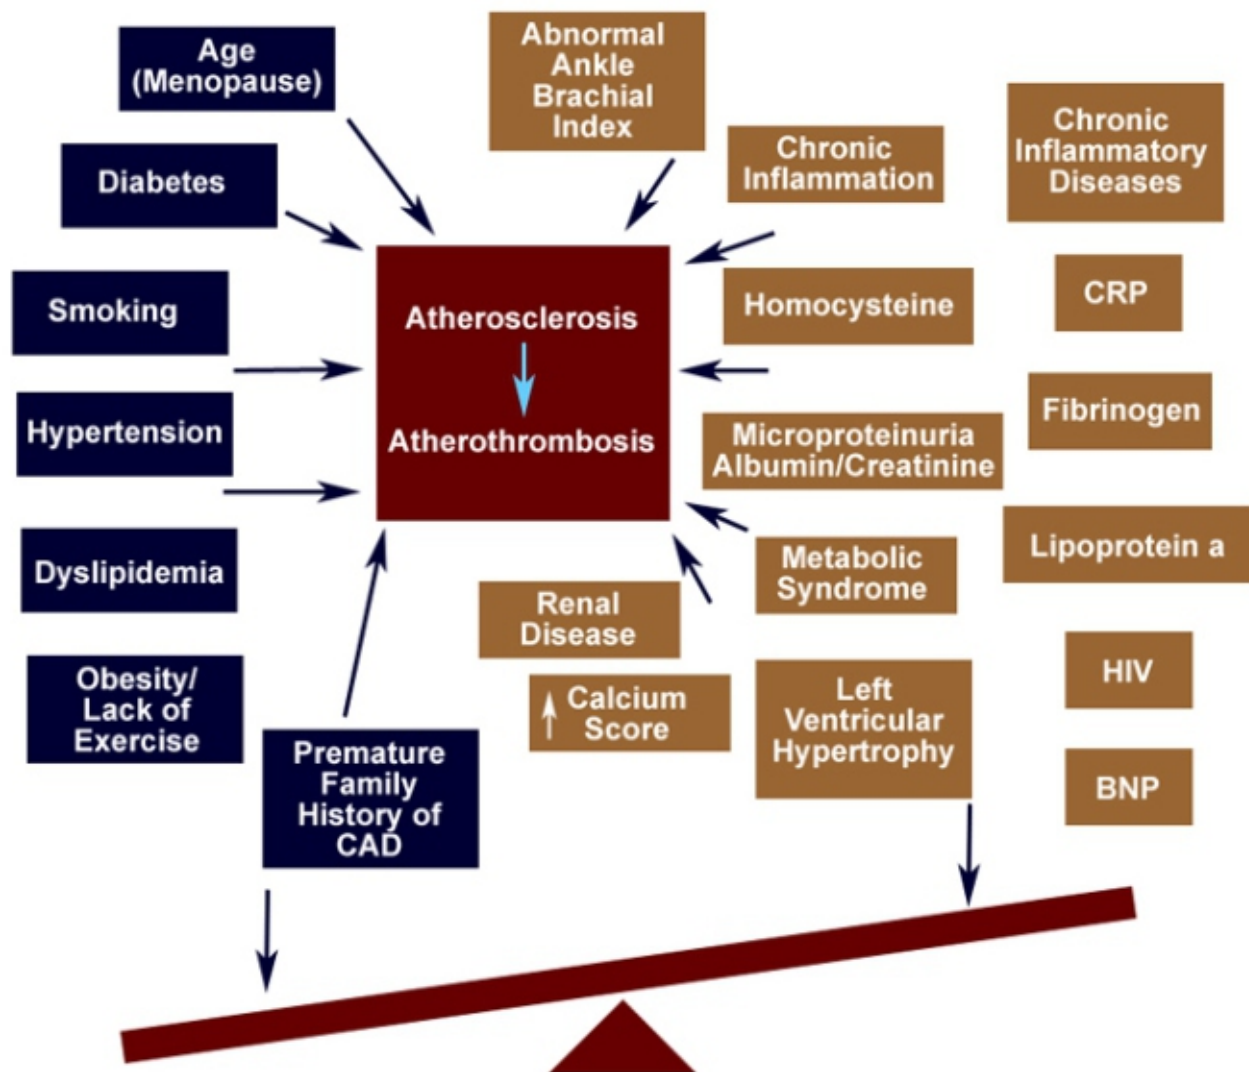 Age
(Menopause)
Diabetes
Smoking
Hypertension
Dyslipidemia
Obesity/
Lack of
Exercise
Premature
Family
History of
CAD
Atherosclerosis
Atherothrombosis
Abnormal
Ankle
Brachial
Index
Chronic
Inflammation
Homocysteine
Microproteinuria
Albumin/Creatinine
Metabolic
Syndrome
Renal
Disease
Calcium
Score
Left
Ventricular
Hypertrophy
Chronic
Inflammatory
Diseases
CRP
Fibrinogen
Lipoprotein a
HIV
BNP